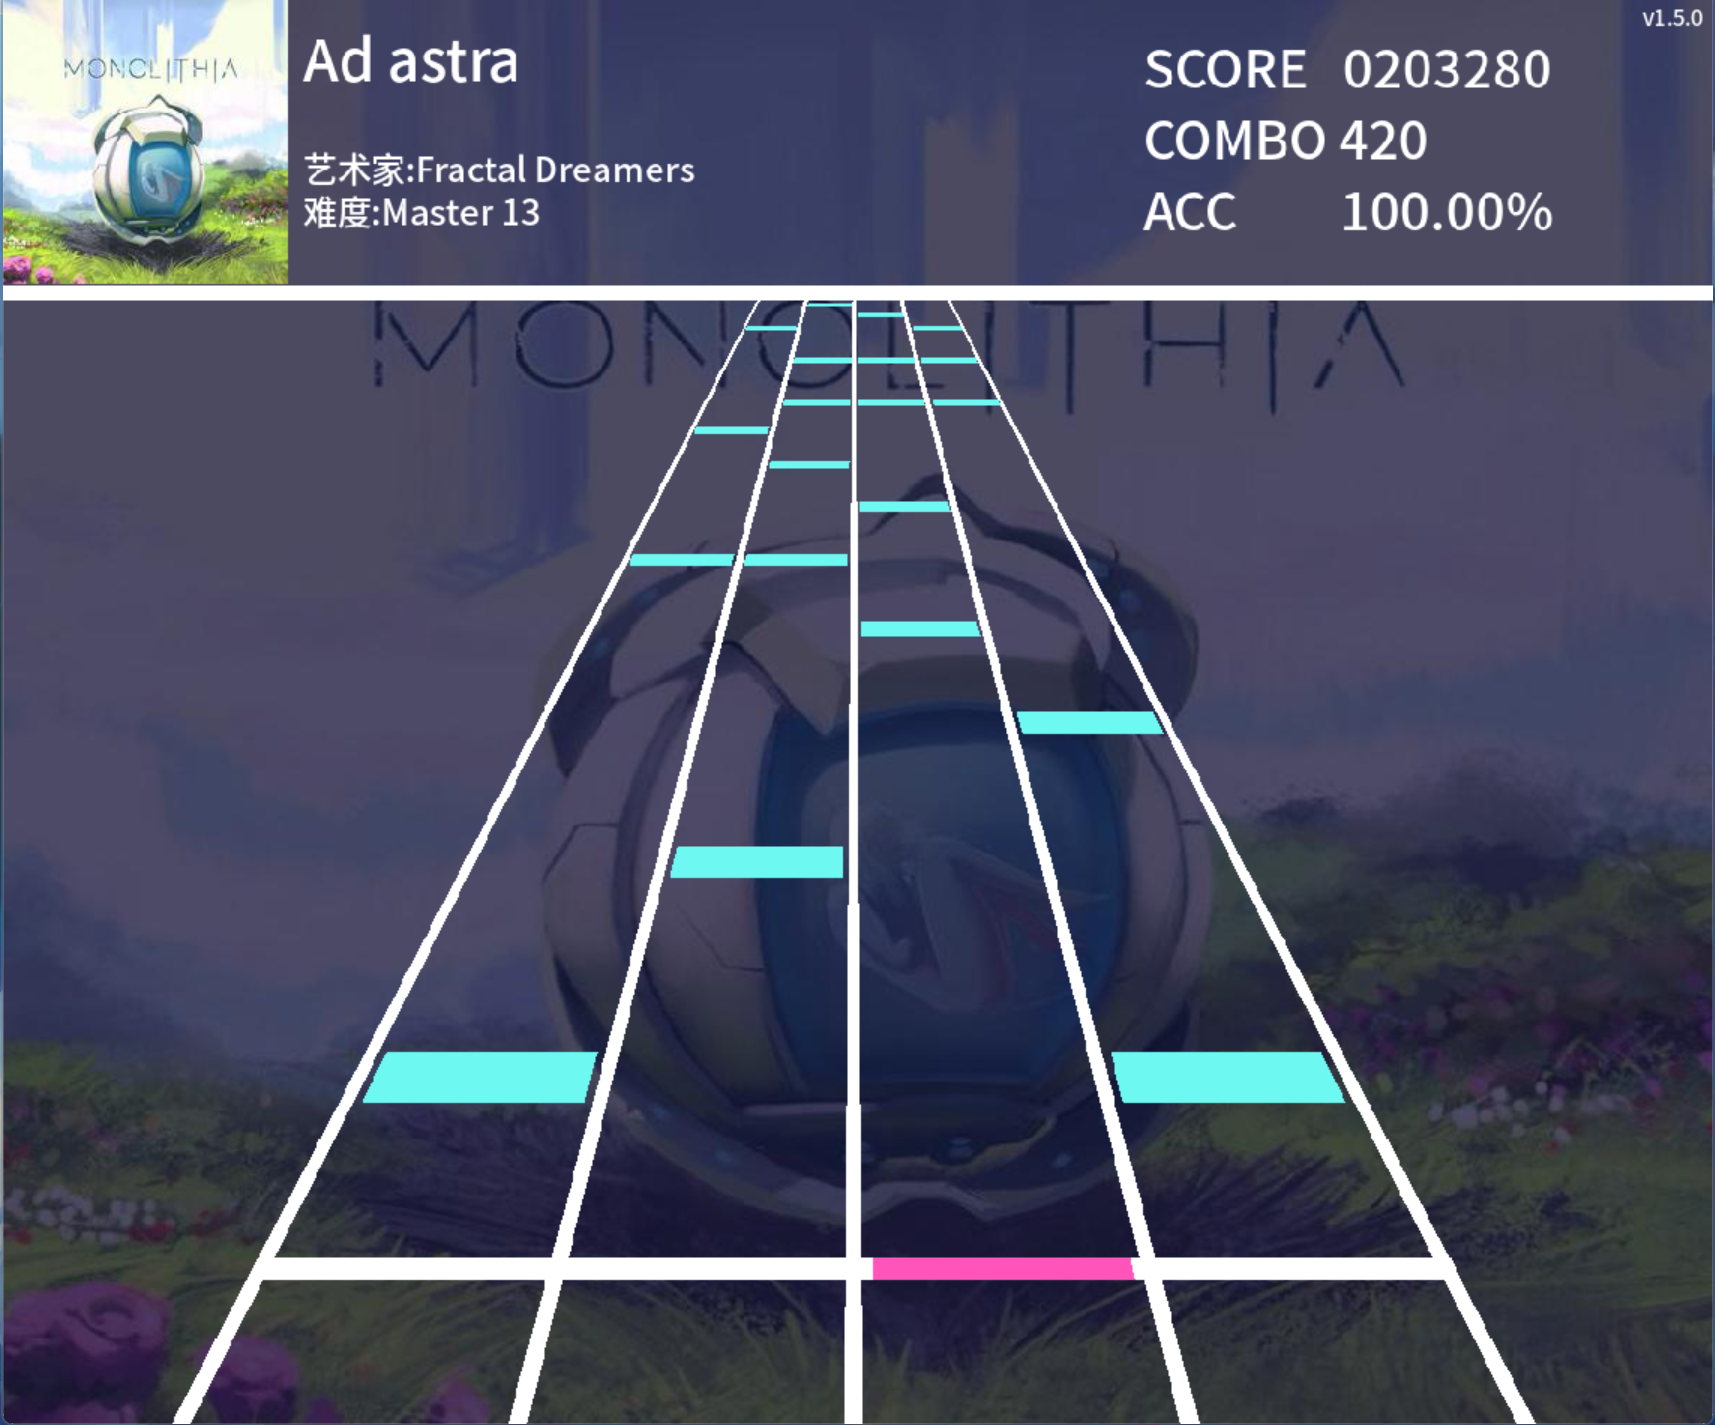 MONOLITHIA
Ad astra
艺术家:Fractal Dreamers
难度:Master 13
v1.5.0
SCORE 0203280
COMBO 420
ACC 100.00%
MONOLITHIA